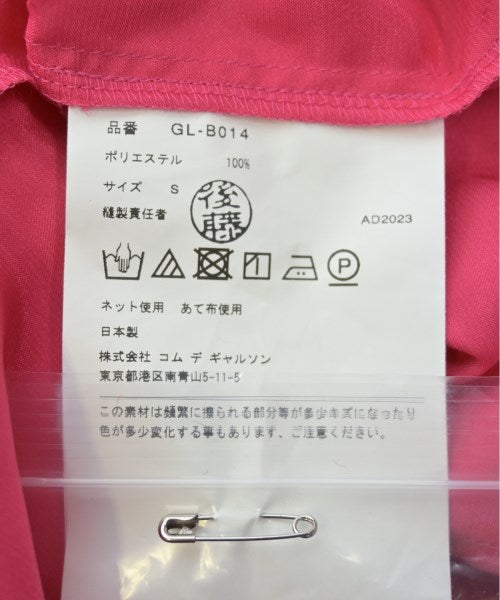 品番 GL-B014
ポリエステル 100%
サイズ S
後藤
縫製責任者
AD2023
P
ネット使用 あて布使用
日本製
株式会社 コム デ ギャルソン
東京都港区南青山5-11-5
この素材は頻繁に擦られる部分等が多少キズになったり
色が多少変化する事もあります、ご注意ください。